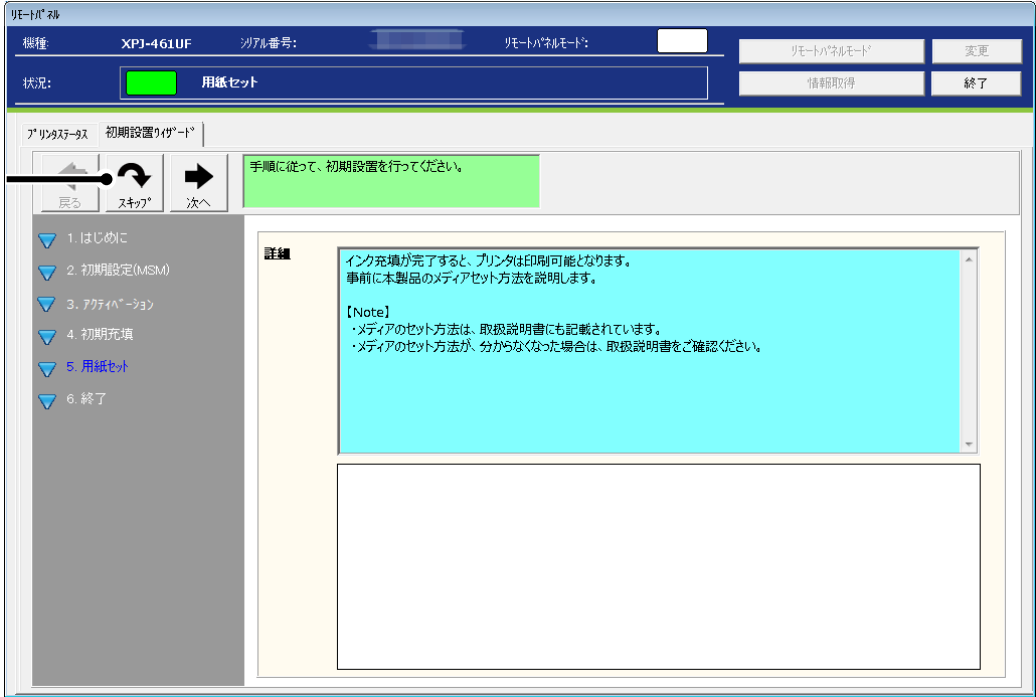 リモートパネル
機種: XPJ-461UF シリアル番号: リモートパネルモード:
リモートパネルモード 変更
状況: 用紙セット
情報取得 終了
プリンタステータス 初期設置ウィザード
戻る スキップ 次へ
手順に従って、初期設置を行ってください。
1. はじめに
2. 初期設定(MSM)
3. アクティベーション
4. 初期充填
5. 用紙セット
6. 終了
詳細
インク充填が完了すると、プリンタは印刷可能となります。
事前に本製品のメディアセット方法を説明します。
【Note】
・メディアのセット方法は、取扱説明書にも記載されています。
・メディアのセット方法が、分からなくなった場合は、取扱説明書をご確認ください。